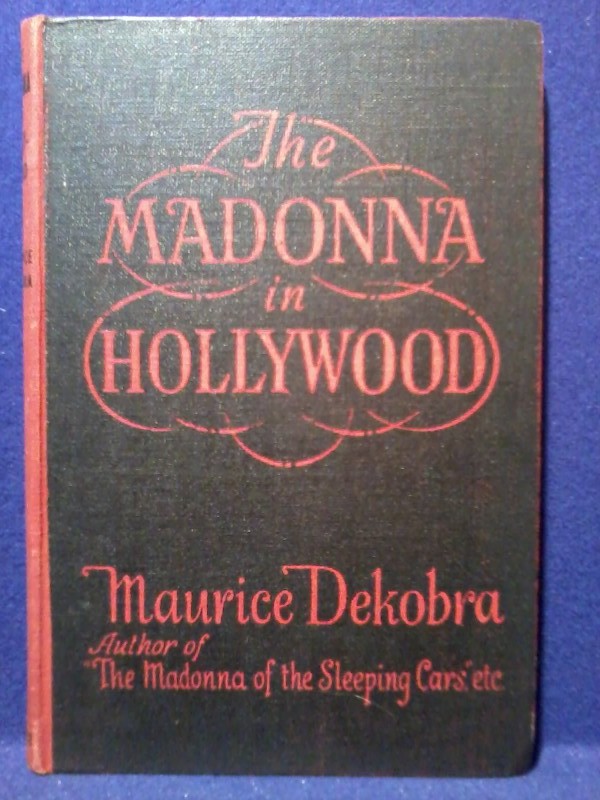 The
MADONNA
in
HOLLYWOOD
Maurice Dekobra
Author of
"The Madonna of the Sleeping Cars," etc